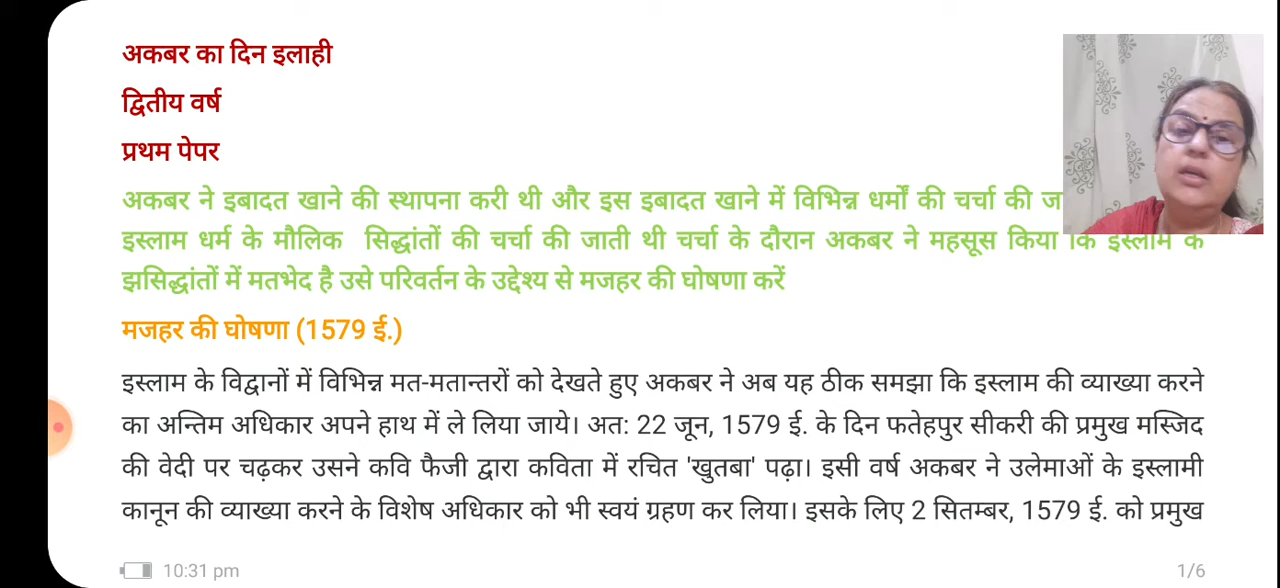 अकबर का दिन इलाही
द्वितीय वर्ष
प्रथम पेपर
अकबर ने इबादत खाने की स्थापना करी थी और इस इबादत खाने में विभिन्न धर्मों की चर्चा की
इस्लाम धर्म के मौलिक सिद्धांतों की चर्चा की जाती थी चर्चा के दौरान अकबर ने महसूस किया कि इस्लाम के
झसिद्धांतों में मतभेद है उसे परिवर्तन के उद्देश्य से मजहर की घोषणा करें
मजहर की घोषणा (1579 ई.)
इस्लाम के विद्वानों में विभिन्न मत-मतान्तरों को देखते हुए अकबर ने अब यह ठीक समझा कि इस्लाम की व्याख्या करने
का अन्तिम अधिकार अपने हाथ में ले लिया जाये। अत: 22 जून, 1579 ई. के दिन फतेहपुर सीकरी की प्रमुख मस्जिद
की वेदी पर चढ़कर उसने कवि फैजी द्वारा कविता में रचित 'खुतबा' पढ़ा। इसी वर्ष अकबर ने उलेमाओं के इस्लामी
कानून की व्याख्या करने के विशेष अधिकार को भी स्वयं ग्रहण कर लिया। इसके लिए 2 सितम्बर, 1579 ई. को प्रमुख
10:31 pm
1/6